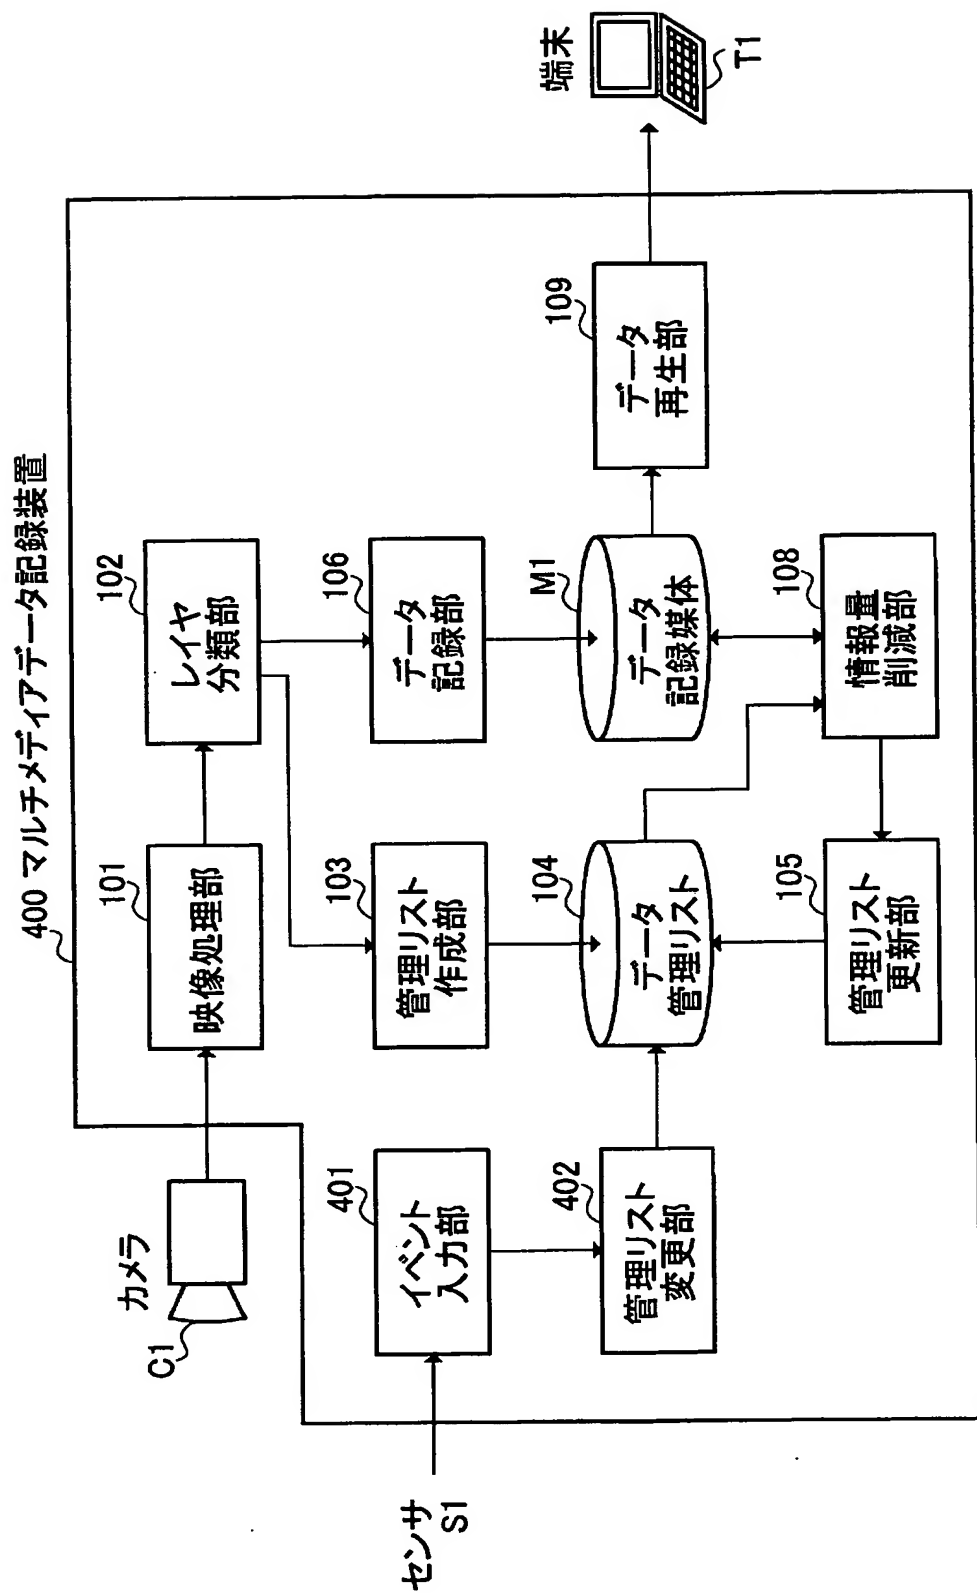 400 マルチメディアデータ記録装置
カメラ
C1
101
映像処理部
102
レイヤ
分類部
センサ
S1
401
イベント
入力部
103
管理リスト
作成部
106
データ
記録部
402
管理リスト
変更部
104
データ
管理リスト
M1
データ
記録媒体
109
データ
再生部
端末
T1
105
管理リスト
更新部
108
情報量
削減部